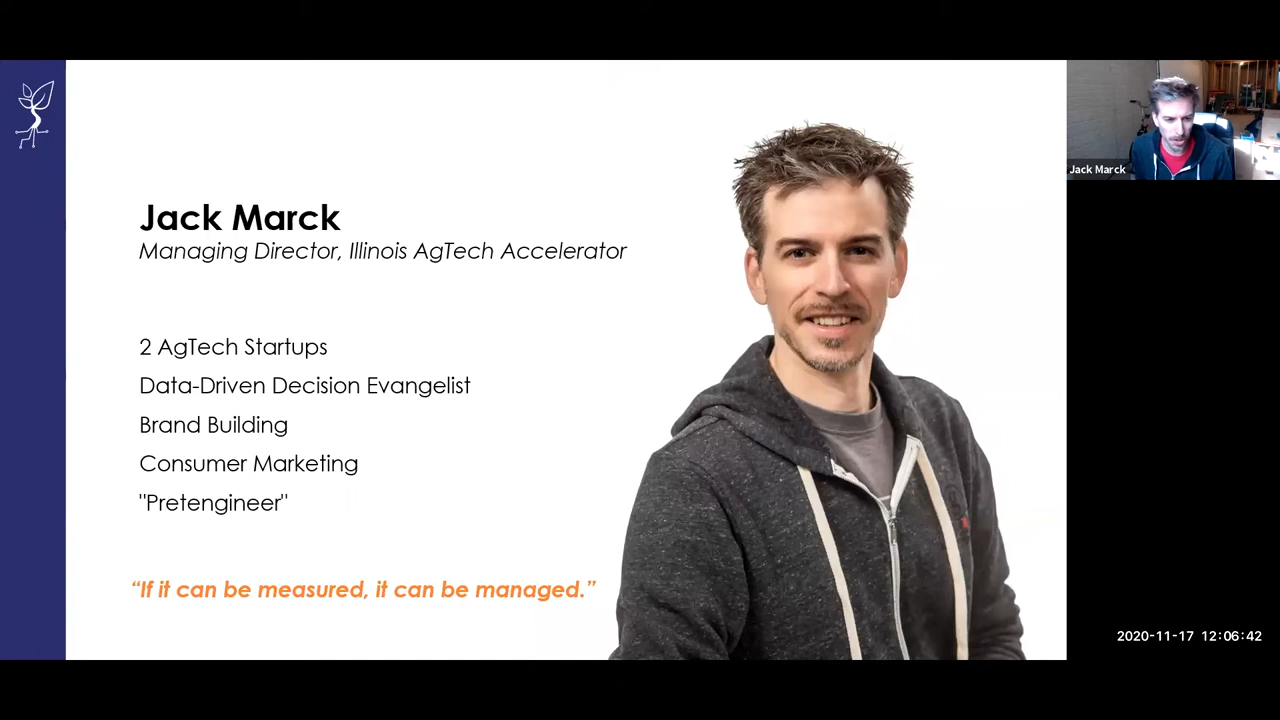 Jack Marck
Managing Director, Illinois AgTech Accelerator
2 AgTech Startups
Data-Driven Decision Evangelist
Brand Building
Consumer Marketing
"Pretengineer"
“If it can be measured, it can be managed.”
Jack Marck
2020-11-17 12:06:42